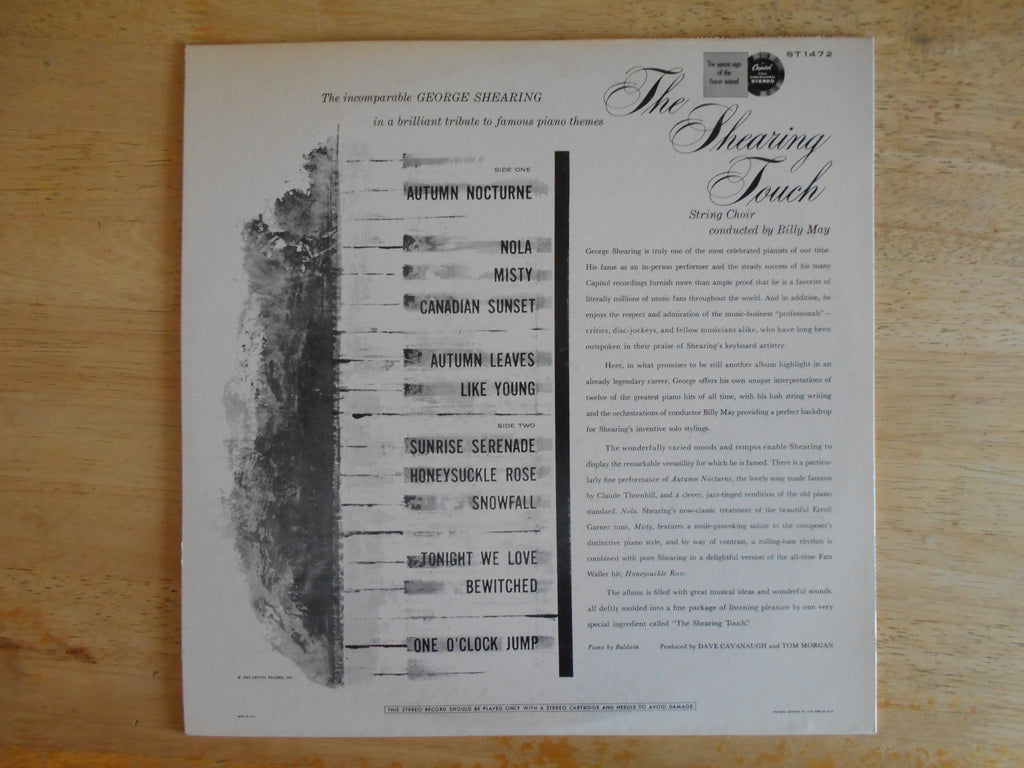 ST 1472
The surest sign
of the
finest sound
Capitol
FULL
DIMENSIONAL
STEREO
The incomparable GEORGE SHEARING
in a brilliant tribute to famous piano themes
The
Shearing
Touch
String Choir
conducted by Billy May
SIDE ONE
AUTUMN NOCTURNE
NOLA
MISTY
CANADIAN SUNSET
AUTUMN LEAVES
LIKE YOUNG
SIDE TWO
SUNRISE SERENADE
HONEYSUCKLE ROSE
SNOWFALL
TONIGHT WE LOVE
BEWITCHED
ONE O'CLOCK JUMP
George Shearing is truly one of the most celebrated pianists of our time.
His fame as an in-person performer and the steady success of his many
Capitol recordings furnish more than ample proof that he is a favorite of
literally millions of music fans throughout the world. And in addition, he
enjoys the respect and admiration of the music-business "professionals" –
critics, disc-jockeys, and fellow musicians alike, who have long been
outspoken in their praise of Shearing's keyboard artistry.
Here, in what promises to be still another album highlight in an
already legendary career, George offers his own unique interpretations of
twelve of the greatest piano hits of all time, with his lush string writing
and the orchestrations of conductor Billy May providing a perfect backdrop
for Shearing's inventive solo stylings.
The wonderfully varied moods and tempos enable Shearing to
display the remarkable versatility for which he is famed. There is a particu-
larly fine performance of Autumn Nocturne, the lovely song made famous
by Claude Thornhill, and a clever, jazz-tinged rendition of the old piano
standard, Nola. Shearing's now-classic treatment of the beautiful Erroll
Garner tune, Misty, features a smile-provoking salute to the composer's
distinctive piano style, and by way of contrast, a rolling-bass rhythm is
combined with pure Shearing in a delightful version of the all-time Fats
Waller hit, Honeysuckle Rose.
The album is filled with great musical ideas and wonderful sounds,
all deftly molded into a fine package of listening pleasure by one very
special ingredient called "The Shearing Touch."
Piano by Baldwin Produced by DAVE CAVANAUGH and TOM MORGAN
CAPITOL RECORDS, INC.
THIS STEREO RECORD SHOULD BE PLAYED ONLY WITH A STEREO CARTRIDGE AND NEEDLE TO AVOID DAMAGE